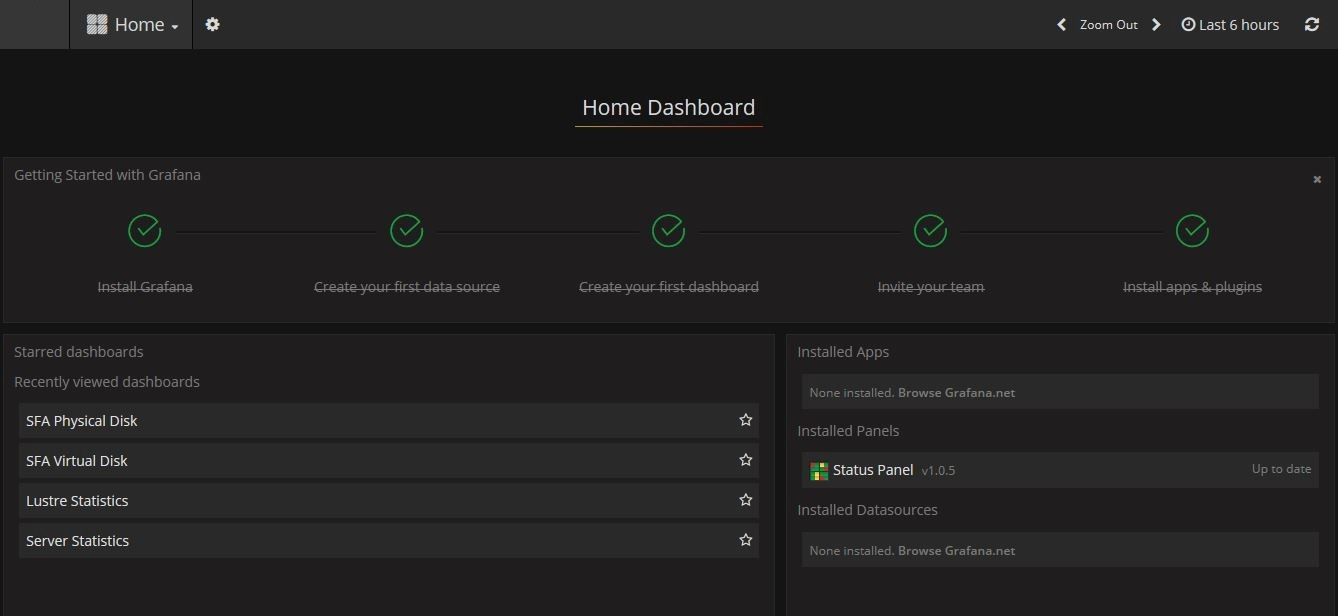 Home
Zoom Out
Last 6 hours
Home Dashboard
Getting Started with Grafana
Install Grafana
Create your first data source
Create your first dashboard
Invite your team
Install apps & plugins
Starred dashboards
Recently viewed dashboards
SFA Physical Disk
SFA Virtual Disk
Lustre Statistics
Server Statistics
Installed Apps
None installed. Browse Grafana.net
Installed Panels
Status Panel v1.0.5 Up to date
Installed Datasources
None installed. Browse Grafana.net